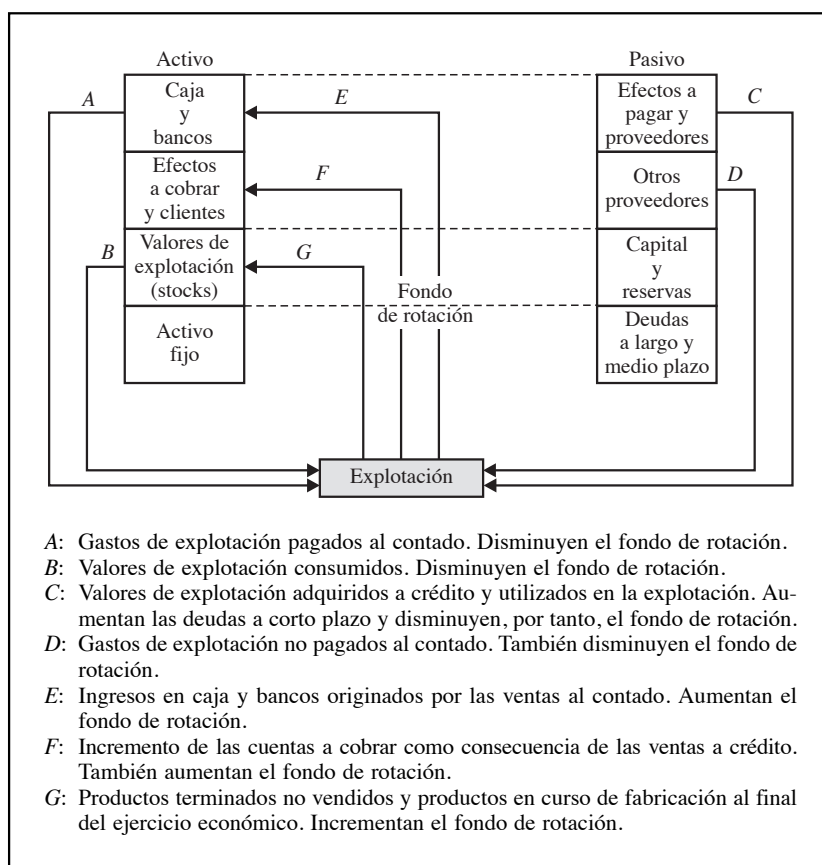 Activo
Pasivo
A
Caja
y
bancos
E
Efectos a
pagar y
proveedores
C
Efectos
a cobrar
y clientes
F
Otros
proveedores
D
B
Valores de
explotación
(stocks)
G
Capital
y
reservas
Fondo
de rotación
Activo
fijo
Deudas
a largo y
medio plazo
Explotación
A: Gastos de explotación pagados al contado. Disminuyen el fondo de rotación.
B: Valores de explotación consumidos. Disminuyen el fondo de rotación.
C: Valores de explotación adquiridos a crédito y utilizados en la explotación. Au-
mentan las deudas a corto plazo y disminuyen, por tanto, el fondo de rotación.
D: Gastos de explotación no pagados al contado. También disminuyen el fondo de
rotación.
E: Ingresos en caja y bancos originados por las ventas al contado. Aumentan el
fondo de rotación.
F: Incremento de las cuentas a cobrar como consecuencia de las ventas a crédito.
También aumentan el fondo de rotación.
G: Productos terminados no vendidos y productos en curso de fabricación al final
del ejercicio económico. Incrementan el fondo de rotación.